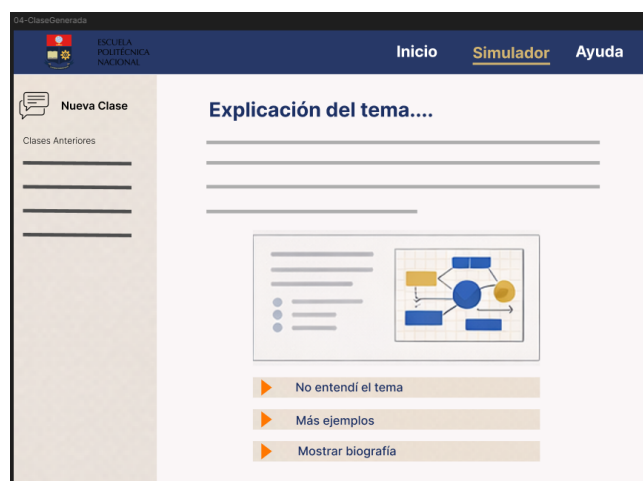 04-ClaseGenerada
ESCUELA
POLITÉCNICA
NACIONAL
Inicio
Simulador
Ayuda
Nueva Clase
Clases Anteriores
Explicación del tema....
No entendí el tema
Más ejemplos
Mostrar biografía